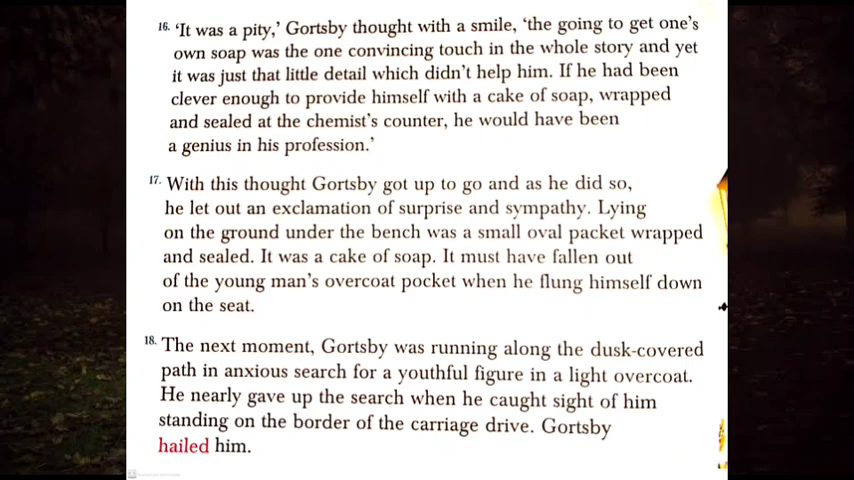 16. ‘It was a pity,’ Gortsby thought with a smile, ‘the going to get one’s
own soap was the one convincing touch in the whole story and yet
it was just that little detail which didn’t help him. If he had been
clever enough to provide himself with a cake of soap, wrapped
and sealed at the chemist’s counter, he would have been
a genius in his profession.’
17. With this thought Gortsby got up to go and as he did so,
he let out an exclamation of surprise and sympathy. Lying
on the ground under the bench was a small oval packet wrapped
and sealed. It was a cake of soap. It must have fallen out
of the young man’s overcoat pocket when he flung himself down
on the seat.
18. The next moment, Gortsby was running along the dusk-covered
path in anxious search for a youthful figure in a light overcoat.
He nearly gave up the search when he caught sight of him
standing on the border of the carriage drive. Gortsby
hailed him.